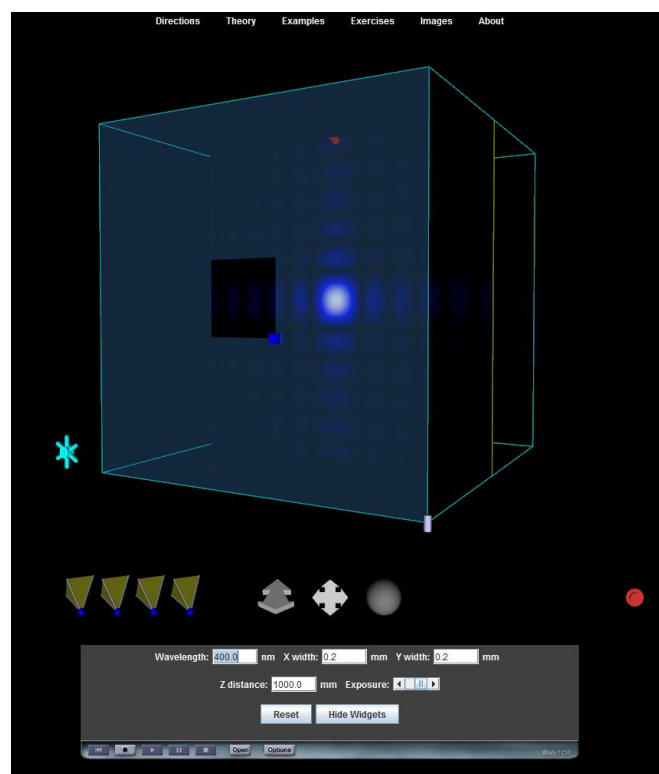 Directions Theory Examples Exercises Images About
Wavelength: 400.0 nm X width: 0.2 mm Y width: 0.2 mm
Z distance: 1000.0 mm Exposure:
Reset Hide Widgets
Open Options WebTOP